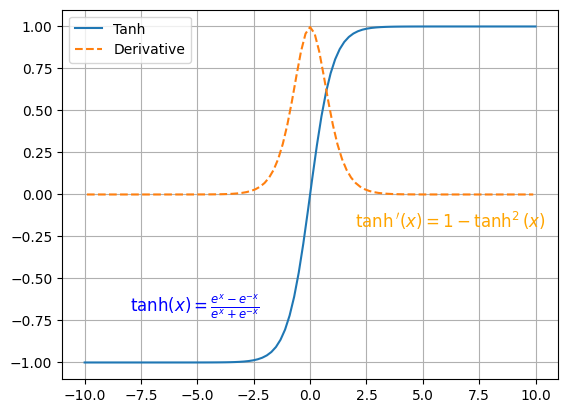 Tanh
Derivative
1.00
0.75
0.50
0.25
0.00
−0.25
−0.50
−0.75
−1.00
tanh ′(x) = 1 − tanh² (x)
tanh(x) = \frac{e^x − e^{−x}}{e^x + e^{−x}}
−10.0 −7.5 −5.0 −2.5 0.0 2.5 5.0 7.5 10.0